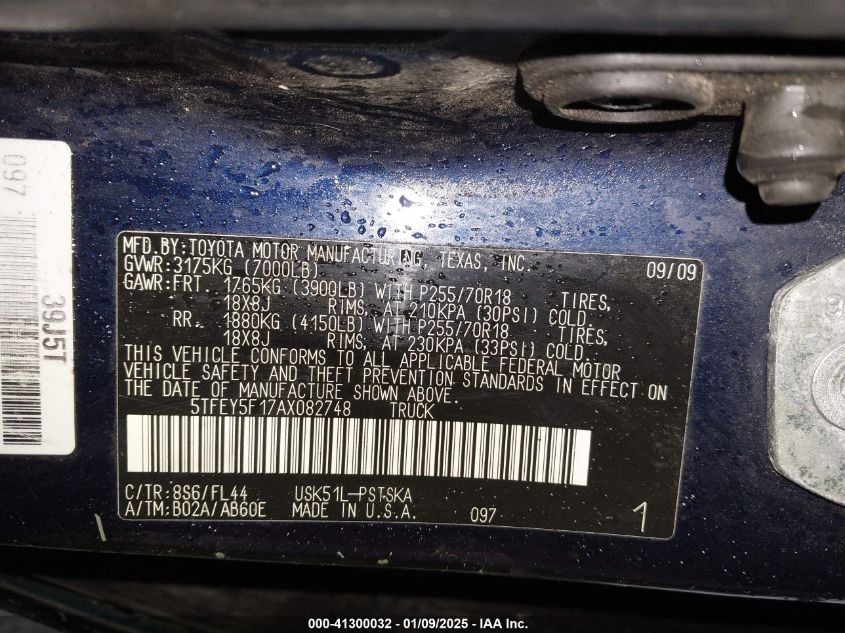 097
39J5T
MFD.BY:TOYOTA MOTOR MANUFACTURING, TEXAS, INC. 09/09
GVWR:3175KG (7000LB)
GAWR:FRT. 1765KG (3900LB) WITH P255/70R18 TIRES,
18X8J RIMS, AT 210KPA (30PSI) COLD.
RR. 1880KG (4150LB) WITH P255/70R18 TIRES,
18X8J RIMS, AT 230KPA (33PSI) COLD.
THIS VEHICLE CONFORMS TO ALL APPLICABLE FEDERAL MOTOR
VEHICLE SAFETY AND THEFT PREVENTION STANDARDS IN EFFECT ON
THE DATE OF MANUFACTURE SHOWN ABOVE.
5TFEY5F17AX082748 TRUCK
C/TR:8S6/FL44 USK51L-PSTSKA
A/TM:B02A/AB60E MADE IN U.S.A. 097 1
000-41300032 / 01/09/2025 - IAA Inc.